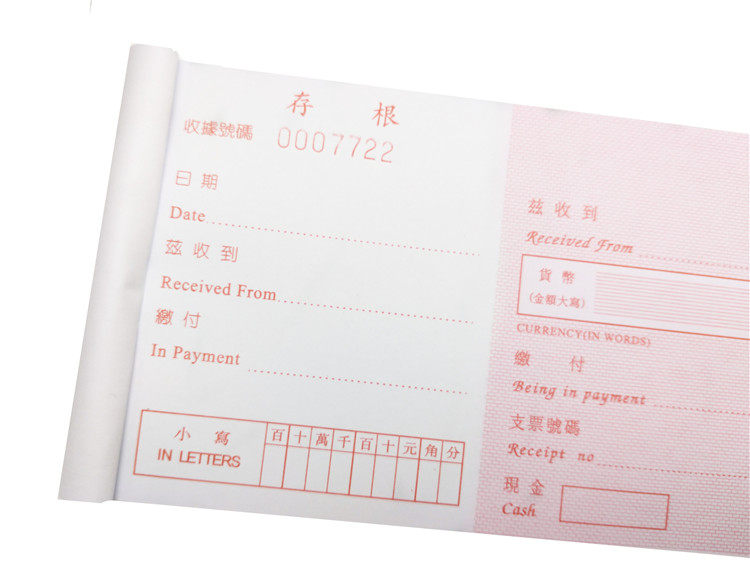 存 根
收據號碼 0007722
日 期
Date
茲 收 到
Received From
繳 付
In Payment
小 寫
IN LETTERS
百 十 萬 千 百 十 元 角 分
茲 收 到
Received From
貨 幣
(金額大寫)
CURRENCY(IN WORDS)
繳 付
Being in payment
支票號碼
Receipt no
現 金
Cash